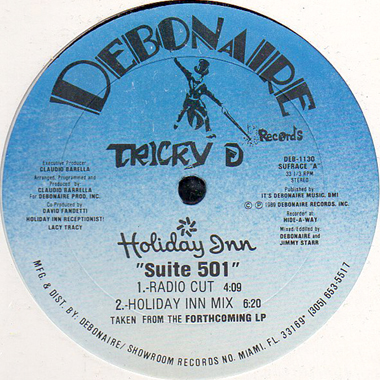 DEBONAIRE
Records
TRICKY D
Executive Producer
CLAUDIO BARELLA
Arranged, Programmed and
Produced by
CLAUDIO BARRELLA
For DEBONAIRE PROD, INC.
Co-Produced by
DAVID FANDETTI
HOLIDAY INN RECEPTIONIST:
LACY TRACY
DEB-1130
SUFRACE "A"
33 1/3 RPM
STEREO
Published by
IT'S DEBONAIRE MUSIC, BMI
(C) (P) 1989 DEBONAIRE RECORDS, INC.
Recorded at
HIDE-A-WAY
Mixed/Edited by
DEBONAIRE and
JIMMY STARR
Holiday Inn
"Suite 501"
1.-RADIO CUT 4:09
2.-HOLIDAY INN MIX 6:20
TAKEN FROM THE FORTHCOMING LP
MFG. & DIST. BY: DEBONAIRE/ SHOWROOM RECORDS NO. MIAMI, FL. 33169* (305) 653-5517